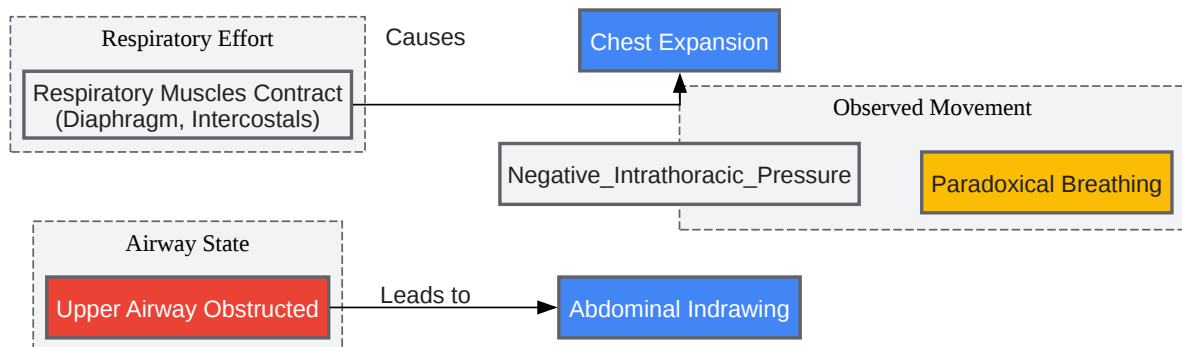 Respiratory Effort
Causes
Chest Expansion
Respiratory Muscles Contract
(Diaphragm, Intercostals)
Observed Movement
Negative_Intrathoracic_Pressure
Paradoxical Breathing
Airway State
Upper Airway Obstructed
Leads to
Abdominal Indrawing